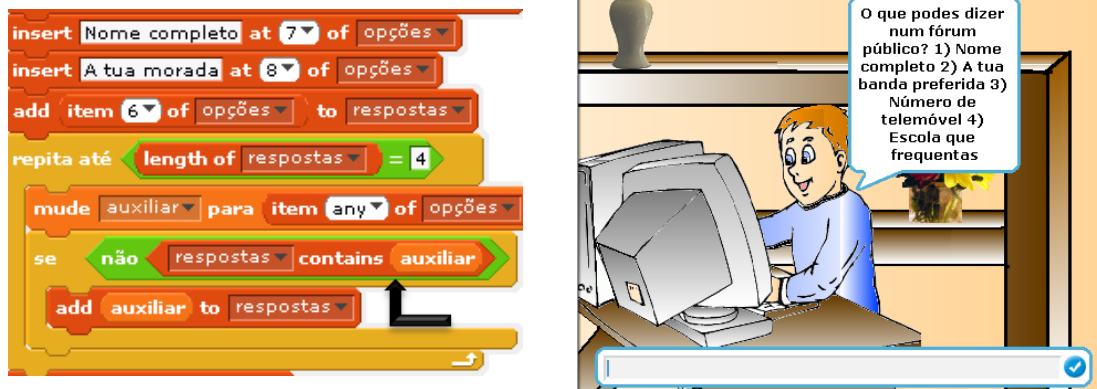 insert Nome completo at 7 of opções
insert A tua morada at 8 of opções
add item 6 of opções to respostas
repita até length of respostas = 4
mude auxiliar para item any of opções
se não respostas contains auxiliar
add auxiliar to respostas
O que podes dizer
num fórum
público? 1) Nome
completo 2) A tua
banda preferida 3)
Número de
telemóvel 4)
Escola que
frequentas